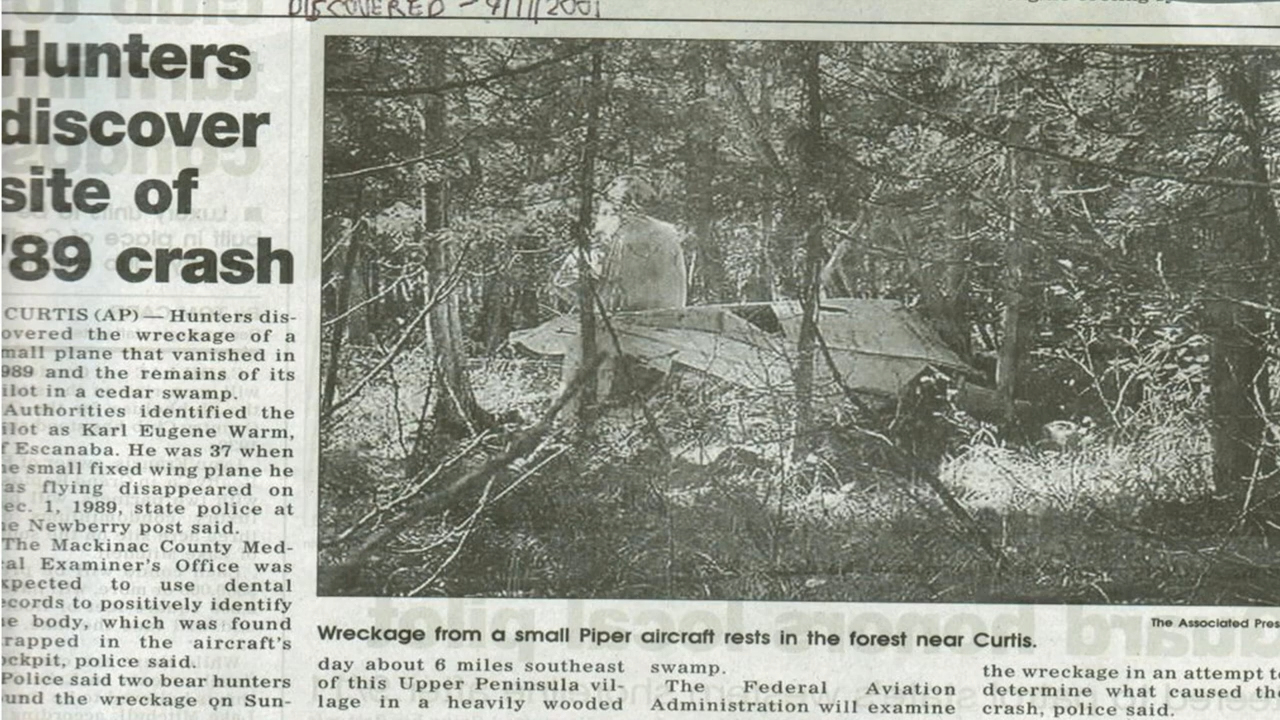 DISCOVERED - 9/17/2001
Hunters
discover
site of
'89 crash
CURTIS (AP) — Hunters dis-
overed the wreckage of a
mall plane that vanished in
989 and the remains of its
ilot in a cedar swamp.
Authorities identified the
ilot as Karl Eugene Warm,
f Escanaba. He was 37 when
e small fixed wing plane he
as flying disappeared on
ec. 1, 1989, state police at
e Newberry post said.
The Mackinac County Med-
al Examiner's Office was
xpected to use dental
ecords to positively identify
e body, which was found
rapped in the aircraft's
ockpit, police said.
Police said two bear hunters
und the wreckage on Sun-
The Associated Pres
Wreckage from a small Piper aircraft rests in the forest near Curtis.
day about 6 miles southeast
of this Upper Peninsula vil-
lage in a heavily wooded
swamp.
The Federal Aviation
Administration will examine
the wreckage in an attempt to
determine what caused the
crash, police said.